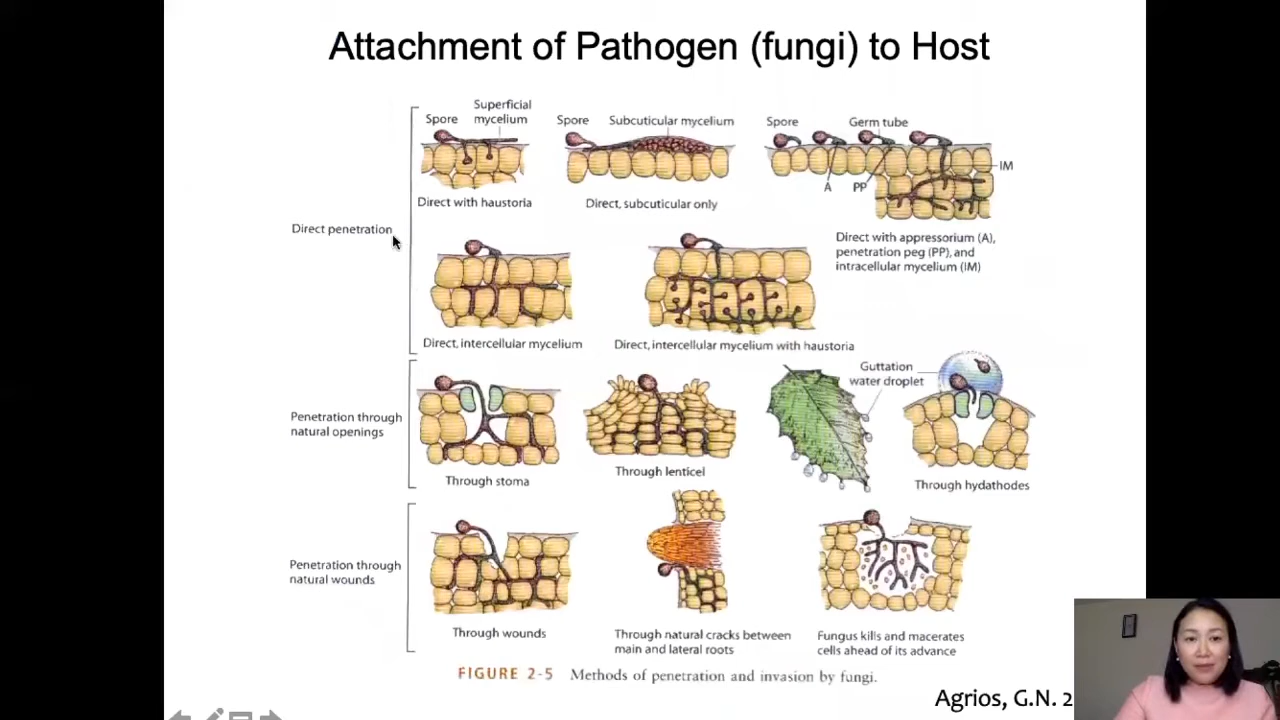 Attachment of Pathogen (fungi) to Host
Superficial
Spore mycelium
Spore Subcuticular mycelium
Spore Germ tube
IM
A PP
Direct with haustoria
Direct, subcuticular only
Direct penetration
Direct with appressorium (A),
penetration peg (PP), and
intracellular mycelium (IM)
Direct, intercellular mycelium
Direct, intercellular mycelium with haustoria
Guttation
water droplet
Penetration through
natural openings
Through stoma
Through lenticel
Through hydathodes
Penetration through
natural wounds
Through wounds
Through natural cracks between
main and lateral roots
Fungus kills and macerates
cells ahead of its advance
FIGURE 2-5 Methods of penetration and invasion by fungi.
Agrios, G.N. 2